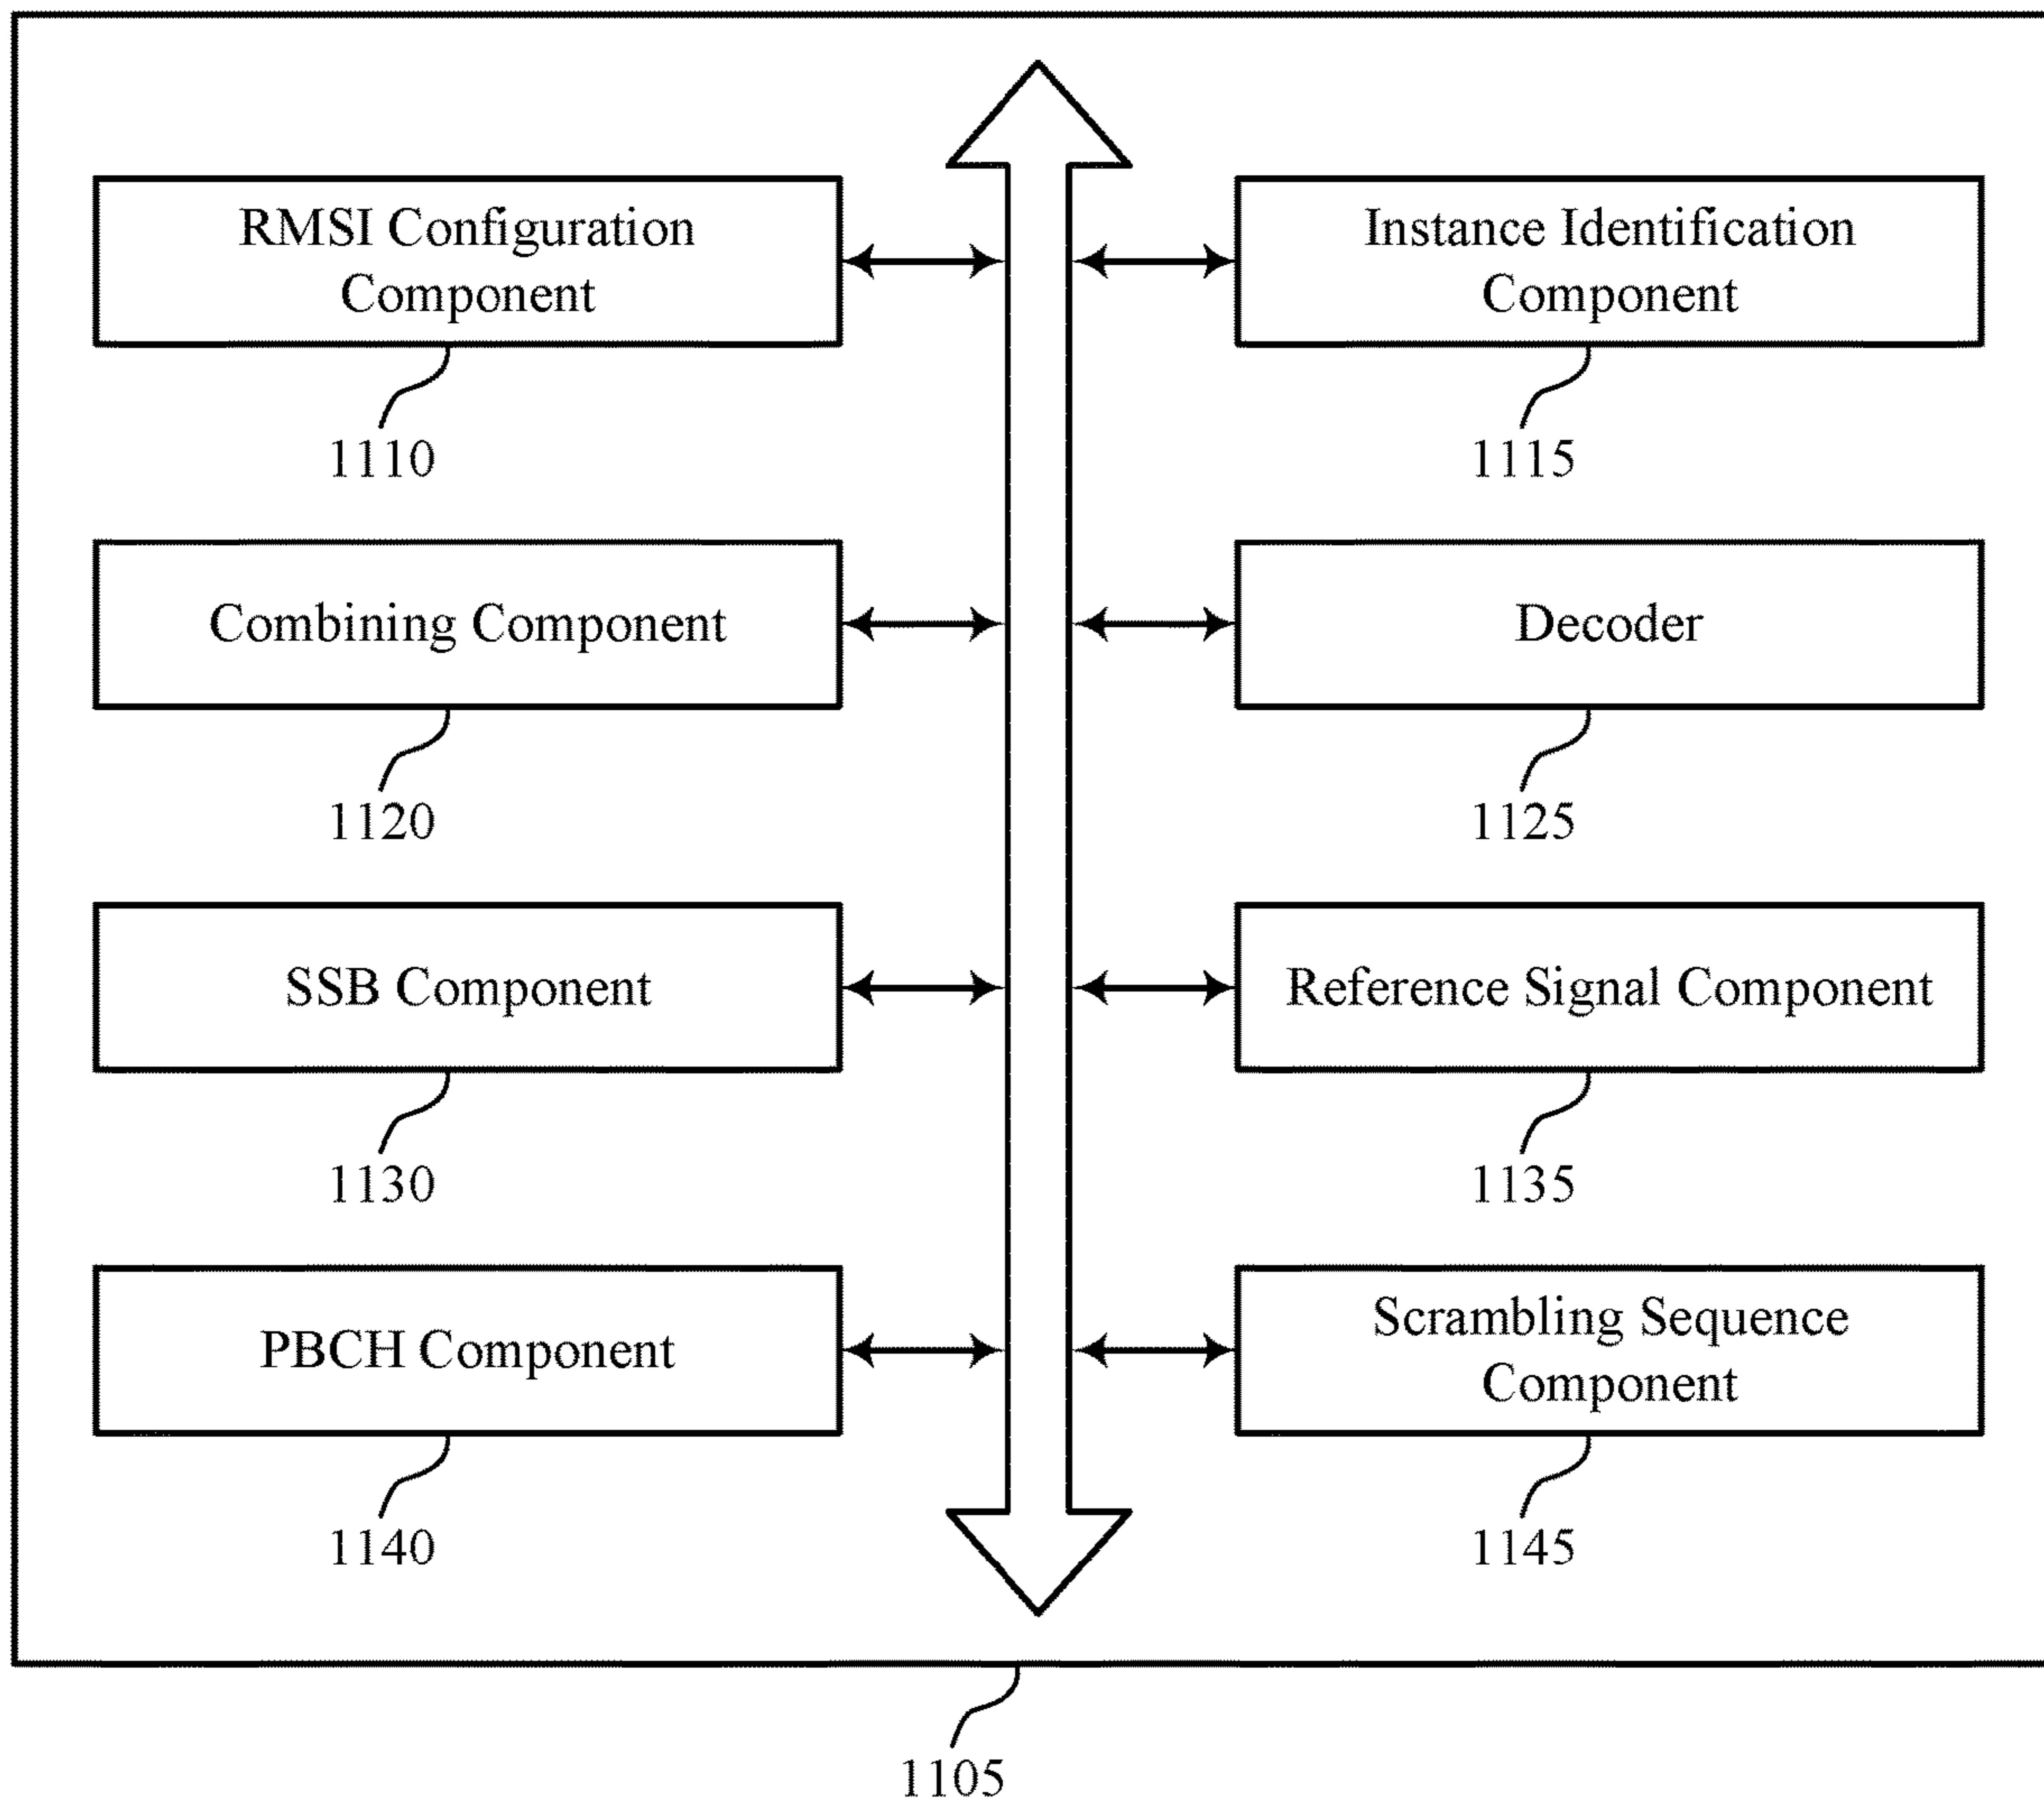 RMSI Configuration
Component
1110
Instance Identification
Component
1115
Combining Component
1120
Decoder
1125
SSB Component
1130
Reference Signal Component
1135
PBCH Component
1140
Scrambling Sequence
Component
1145
1105